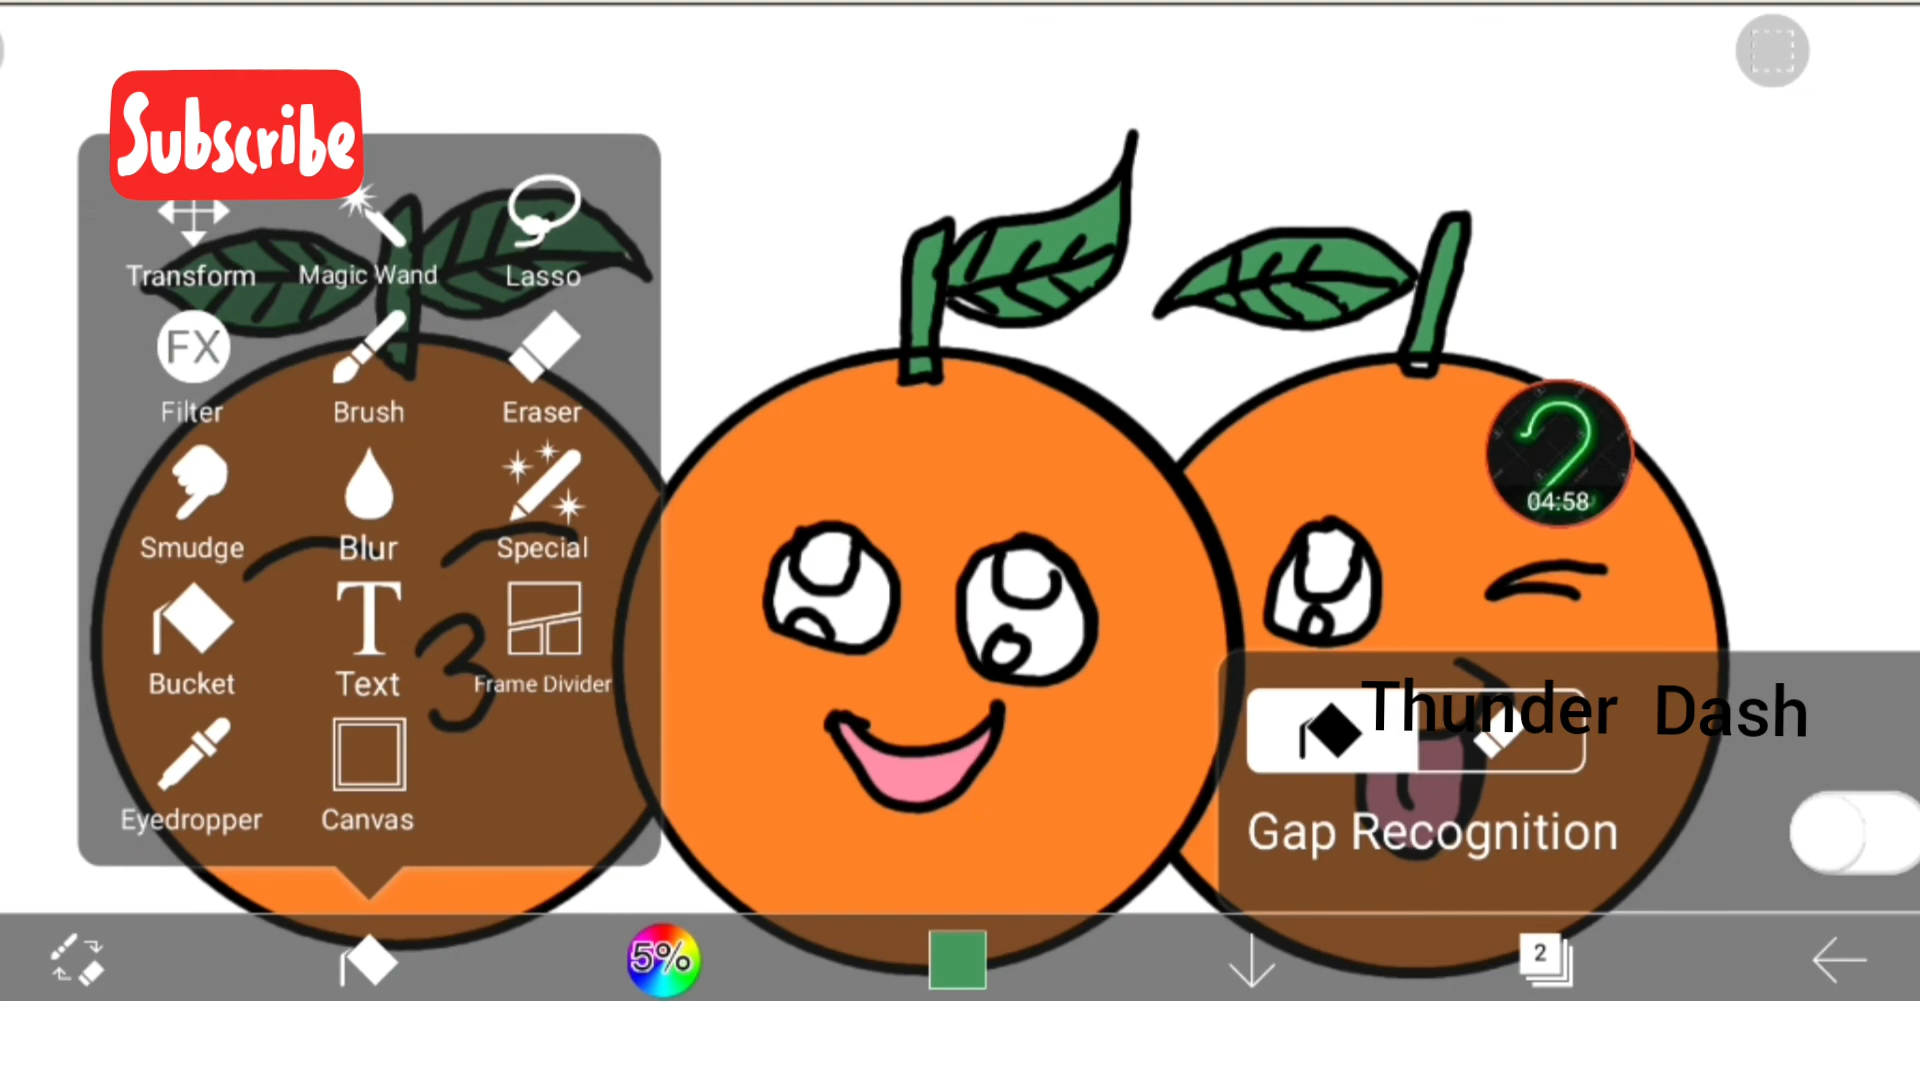 Subscribe
Transform Magic Wand Lasso
FX
Filter Brush Eraser
04:58
Smudge Blur Special
T
Bucket Text Frame Divider
3
Thunder Dash
Eyedropper Canvas
Gap Recognition
5%
2